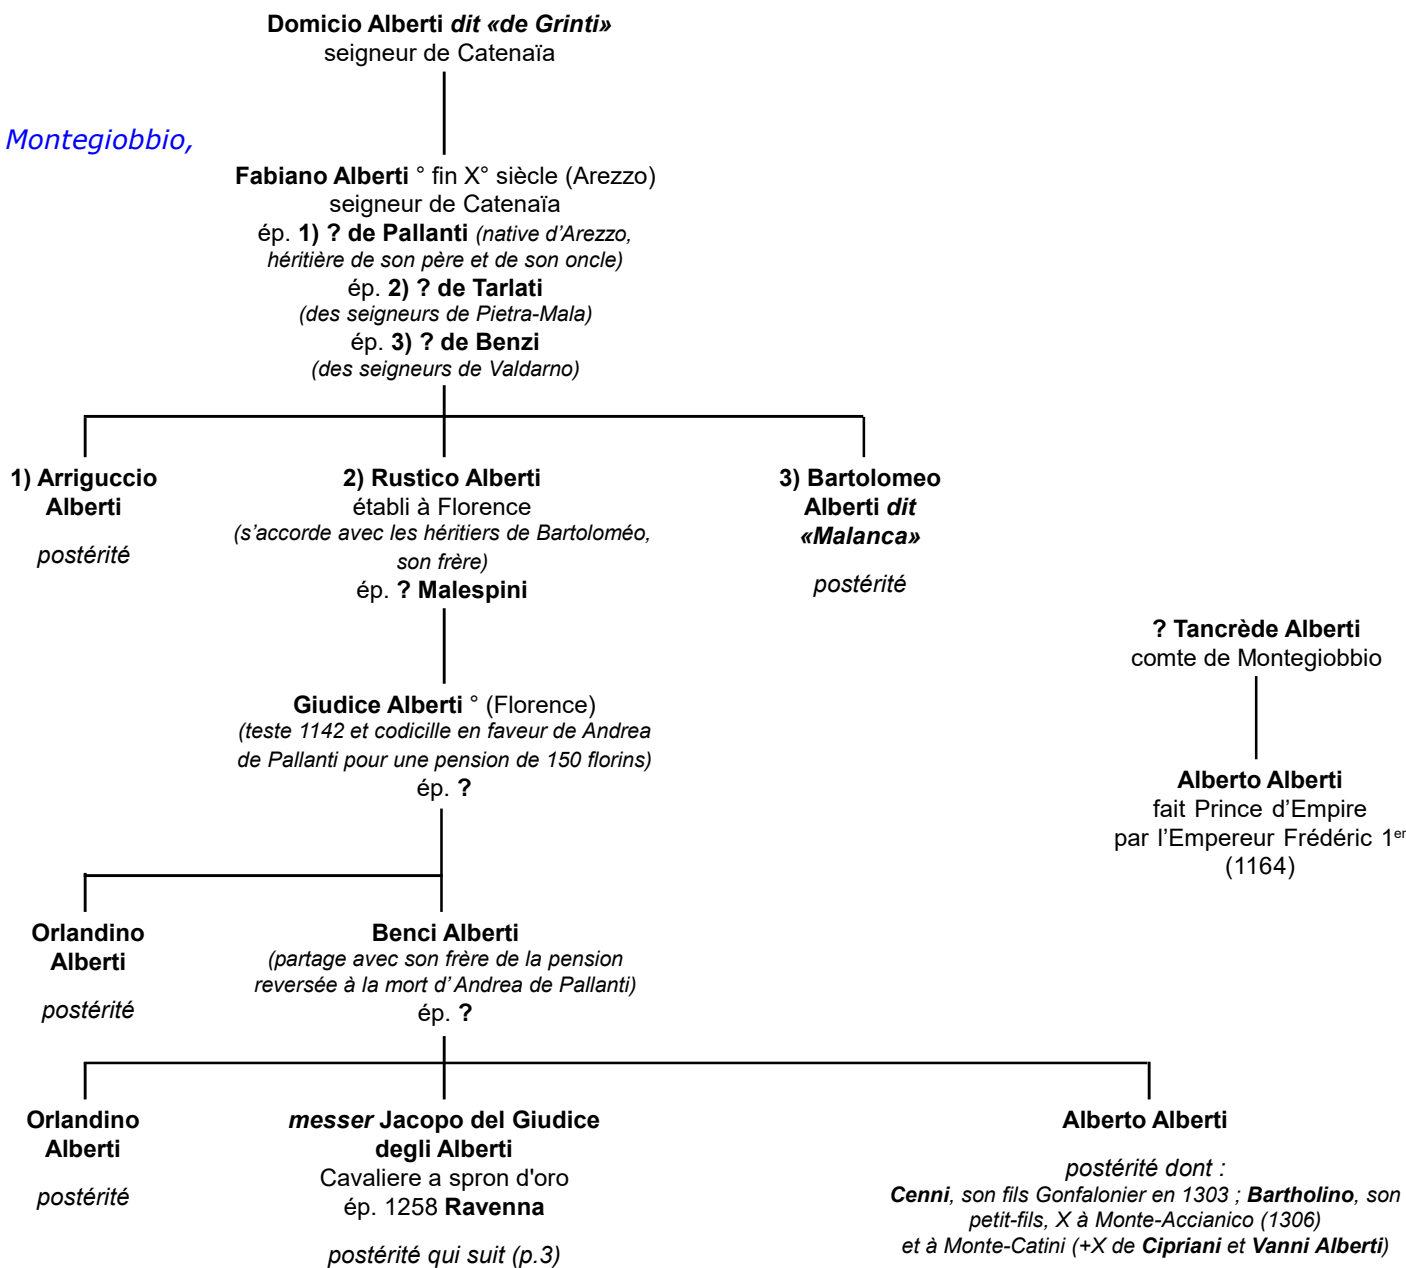 Domicio Alberti dit «de Grinti»
seigneur de Catenaïa
Montegiobbio,
Fabiano Alberti ° fin X° siècle (Arezzo)
seigneur de Catenaïa
ép. 1) ? de Pallanti (native d’Arezzo,
héritière de son père et de son oncle)
ép. 2) ? de Tarlati
(des seigneurs de Pietra-Mala)
ép. 3) ? de Benzi
(des seigneurs de Valdarno)
1) Arriguccio
Alberti
postérité
2) Rustico Alberti
établi à Florence
(s’accorde avec les héritiers de Bartoloméo,
son frère)
ép. ? Malespini
3) Bartolomeo
Alberti dit
«Malanca»
postérité
? Tancrède Alberti
comte de Montegiobbio
Alberto Alberti
fait Prince d’Empire
par l’Empereur Frédéric 1er
(1164)
Giudice Alberti ° (Florence)
(teste 1142 et codicille en faveur de Andrea
de Pallanti pour une pension de 150 florins)
ép. ?
Orlandino
Alberti
postérité
Benci Alberti
(partage avec son frère de la pension
reversée à la mort d’ Andrea de Pallanti)
ép. ?
Orlandino
Alberti
postérité
messer Jacopo del Giudice
degli Alberti
Cavaliere a spron d'oro
ép. 1258 Ravenna
postérité qui suit (p.3)
Alberto Alberti
postérité dont :
Cenni, son fils Gonfalonier en 1303 ; Bartholino, son
petit-fils, X à Monte-Accianico (1306)
et à Monte-Catini (+X de Cipriani et Vanni Alberti)